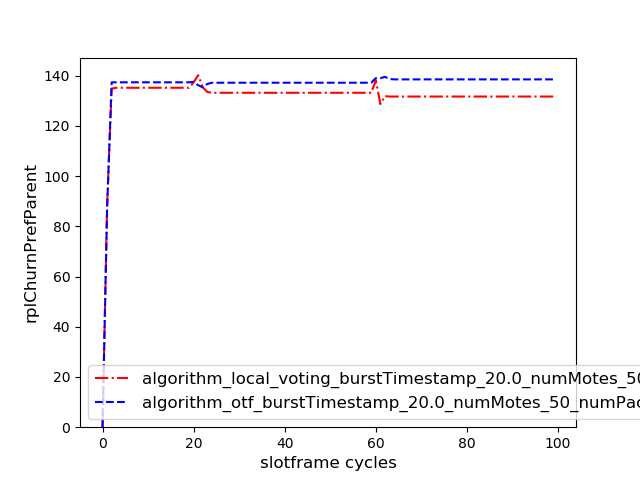 140
120
100
80
60
40
20
0
rplChurnPrefParent
algorithm_local_voting_burstTimestamp_20.0_numMotes_50
algorithm_otf_burstTimestamp_20.0_numMotes_50_numPac
0 20 40 60 80 100
slotframe cycles